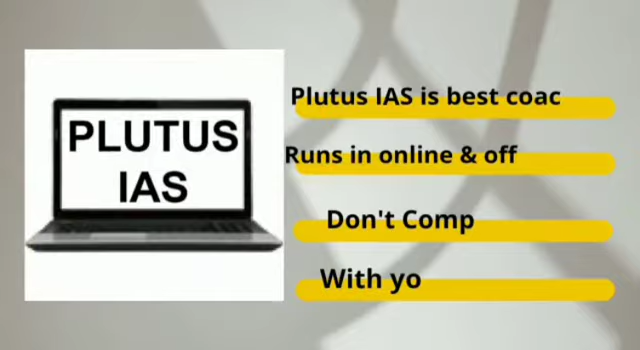 PLUTUS
IAS
Plutus IAS is best coac
Runs in online & off
Don't Comp
With yo